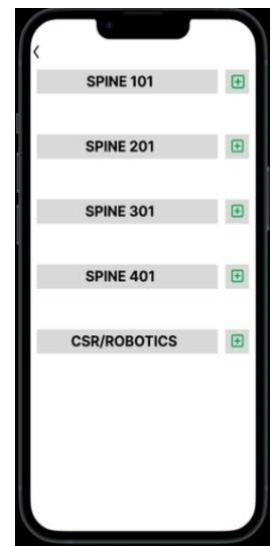 SPINE 101
SPINE 201
SPINE 301
SPINE 401
CSR/ROBOTICS